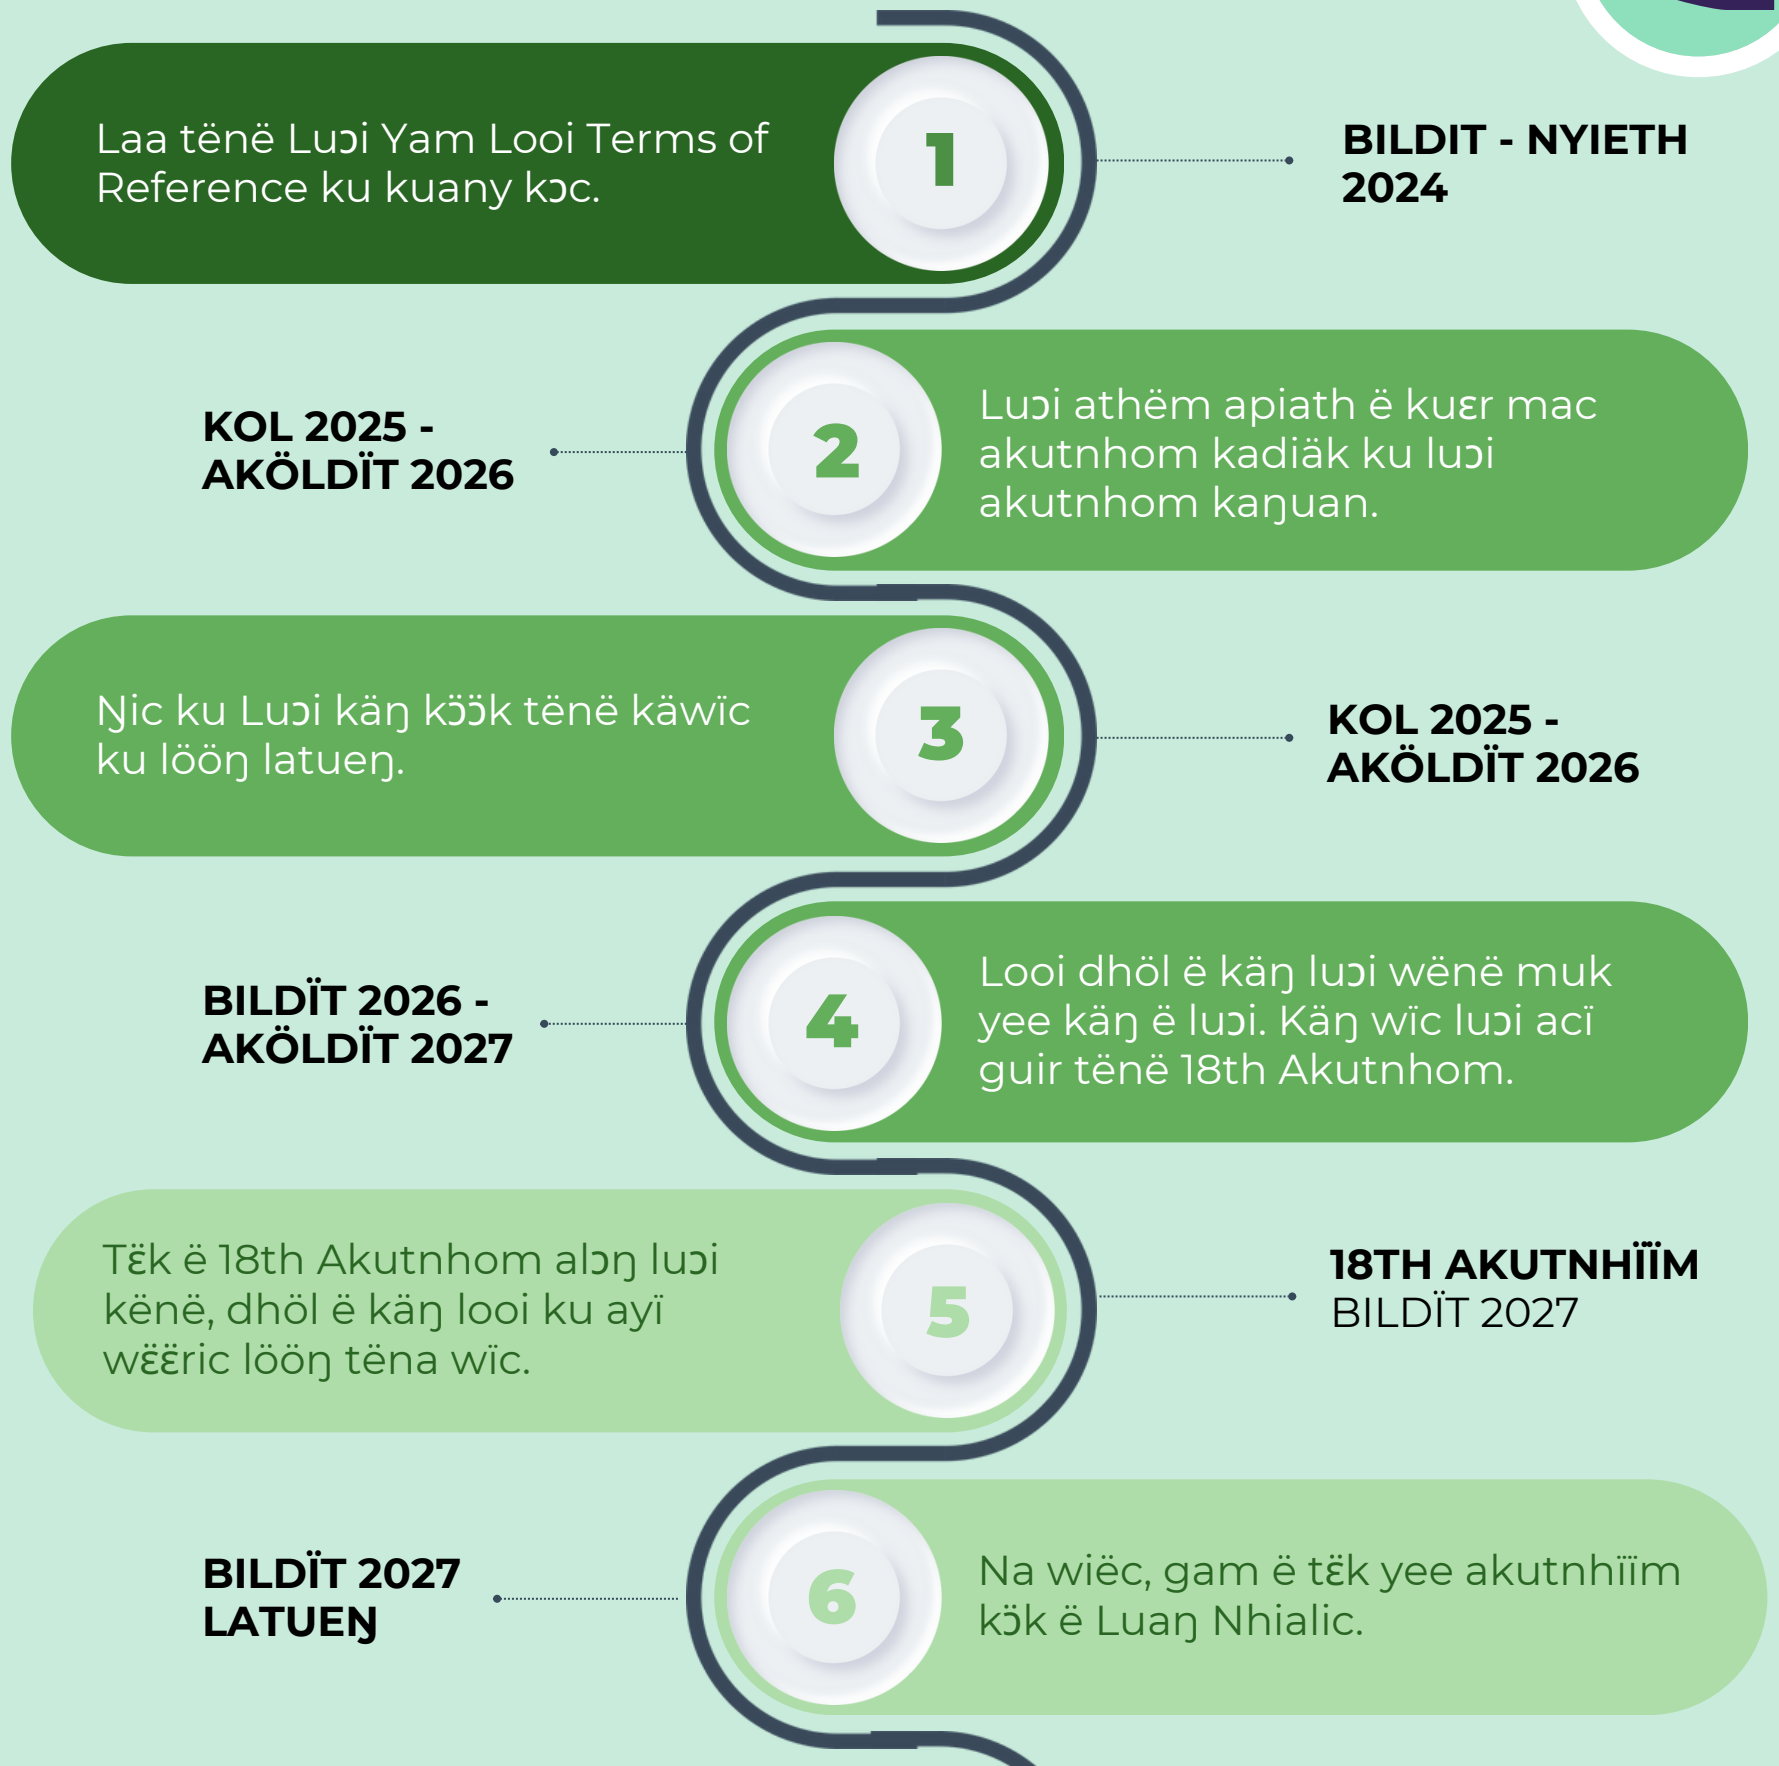 Laa tënë Luɔi Yam Looi Terms of
Reference ku kuany kɔc.
1
BILDIT - NYIETH
2024
KOL 2025 -
AKÖLDÏT 2026
2
Luɔi athëm apiath ë kuɛr mac
akutnhom kadiäk ku luɔi
akutnhom kaŋuan.
Ŋic ku Luɔi käŋ kɔ̈ɔ̈k tënë käwïc
ku lööŋ latueŋ.
3
KOL 2025 -
AKÖLDÏT 2026
BILDÏT 2026 -
AKÖLDÏT 2027
4
Looi dhöl ë käŋ luɔi wënë muk
yee käŋ ë luɔi. Käŋ wïc luɔi acï
guir tënë 18th Akutnhom.
Tɛ̈k ë 18th Akutnhom alɔŋ luɔi
kënë, dhöl ë käŋ looi ku ayï
wɛ̈ɛ̈ric lööŋ tëna wïc.
5
18TH AKUTNHÏÏM
BILDÏT 2027
BILDÏT 2027
LATUEŊ
6
Na wiëc, gam ë tɛ̈k yee akutnhïïm
kɔ̈k ë Luaŋ Nhialic.